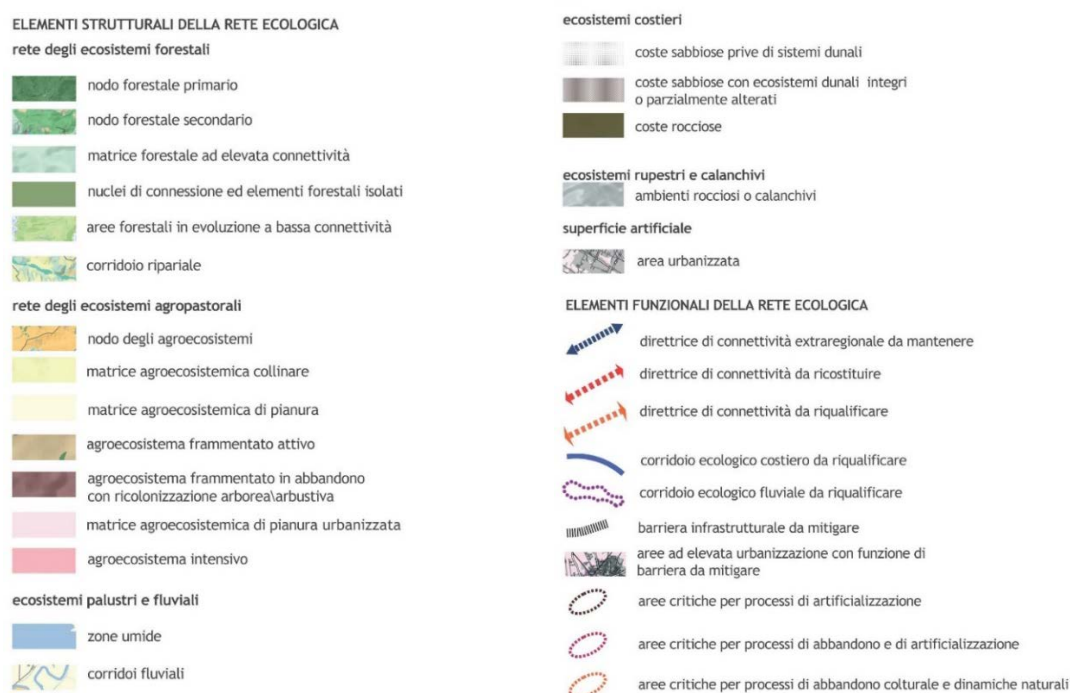 ELEMENTI STRUTTURALI DELLA RETE ECOLOGICA
rete degli ecosistemi forestali
nodo forestale primario
nodo forestale secondario
matrice forestale ad elevata connettività
nuclei di connessione ed elementi forestali isolati
aree forestali in evoluzione a bassa connettività
corridoio ripariale
rete degli ecosistemi agropastorali
nodo degli agroecosistemi
matrice agroecosistemica collinare
matrice agroecosistemica di pianura
agroecosistema frammentato attivo
agroecosistema frammentato in abbandono
con ricolonizzazione arborea\arbustiva
matrice agroecosistemica di pianura urbanizzata
agroecosistema intensivo
ecosistemi palustri e fluviali
zone umide
corridoi fluviali
ecosistemi costieri
coste sabbiose prive di sistemi dunali
coste sabbiose con ecosistemi dunali integri
o parzialmente alterati
coste rocciose
ecosistemi rupestri e calanchivi
ambienti rocciosi o calanchivi
superficie artificiale
area urbanizzata
ELEMENTI FUNZIONALI DELLA RETE ECOLOGICA
direttrice di connettività extraregionale da mantenere
direttrice di connettività da ricostituire
direttrice di connettività da riqualificare
corridoio ecologico costiero da riqualificare
corridoio ecologico fluviale da riqualificare
barriera infrastrutturale da mitigare
aree ad elevata urbanizzazione con funzione di
barriera da mitigare
aree critiche per processi di artificializzazione
aree critiche per processi di abbandono e di artificializzazione
aree critiche per processi di abbandono colturale e dinamiche naturali